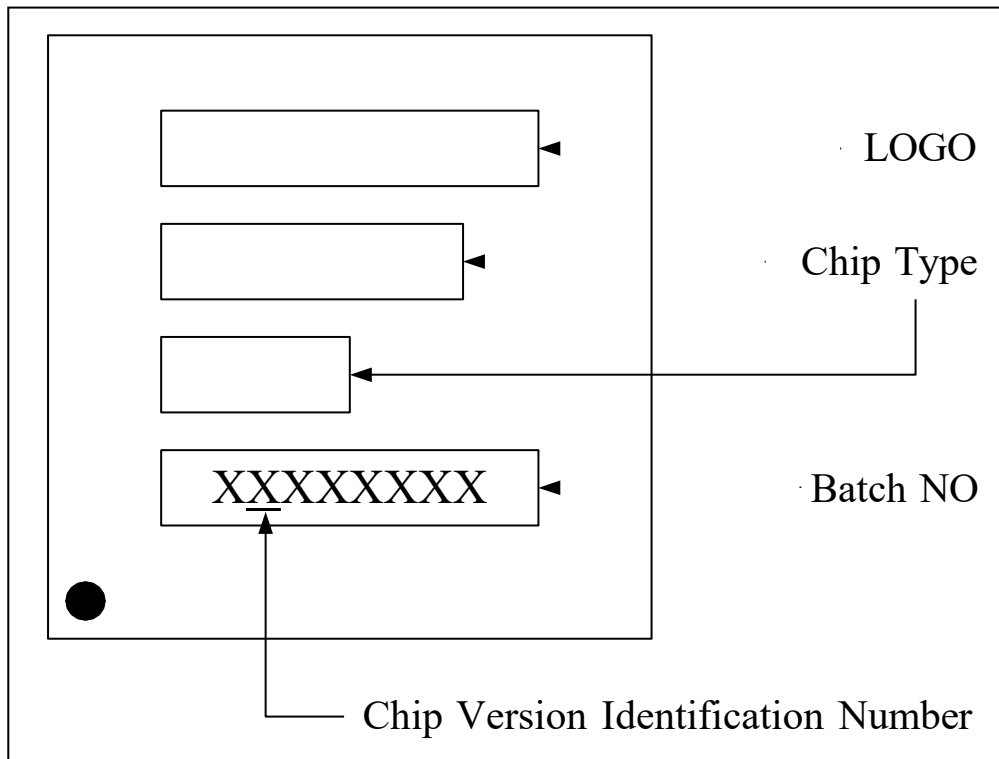 LOGO
Chip Type
XXXXXXXX
Batch NO
Chip Version Identification Number